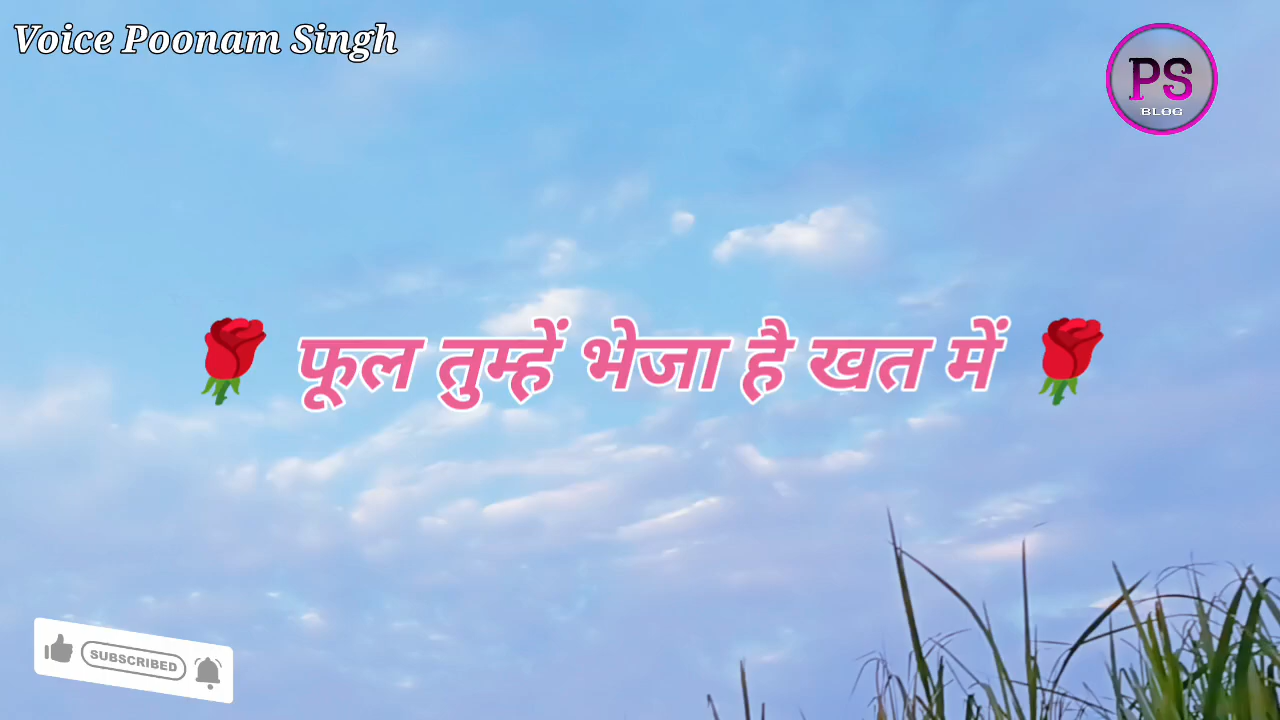 Voice Poonam Singh
PS
BLOG
फूल तुम्हें भेजा है खत में
SUBSCRIBED